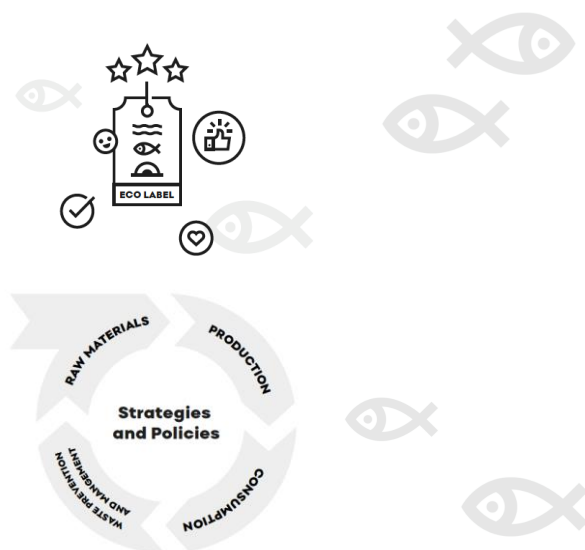 ECO LABEL
RAW MATERIALS
PRODUCTION
Strategies
and Policies
CONSUMPTION
WASTE PREVENTION
AND MANGEMENT